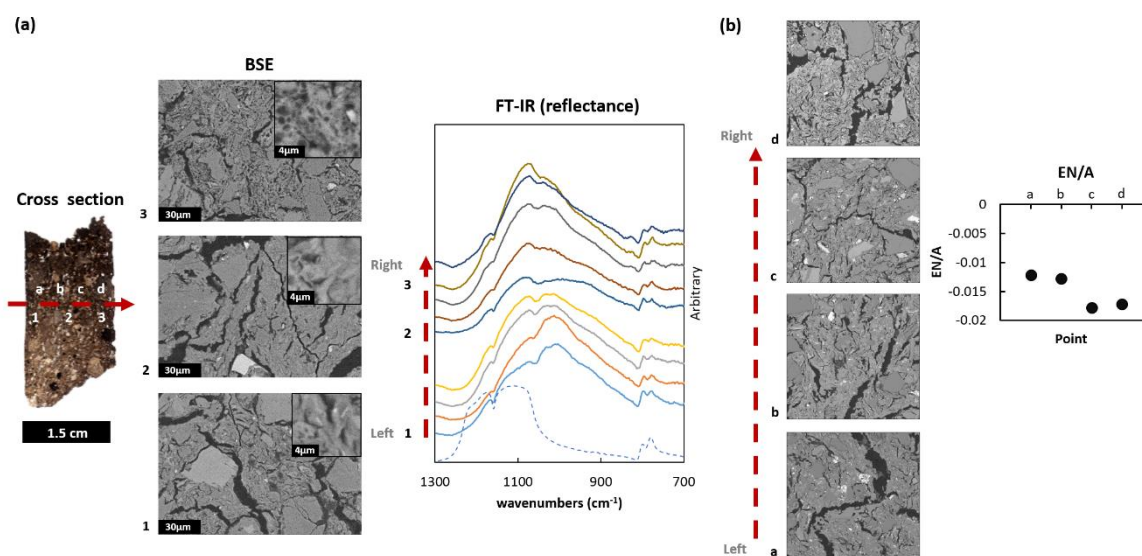 (a)
BSE
Cross section
a b c d
1 2 3
1.5 cm
3
30µm
4µm
2
30µm
4µm
1
30µm
4µm
FT-IR (reflectance)
Right
3
2
Left 1
Arbitrary
1300 1100 900 700
wavenumbers (cm⁻¹)
(b)
Right
d
c
b
Left a
EN/A
a b c d
0
-0.005
-0.01
-0.015
-0.02
EN/A
Point